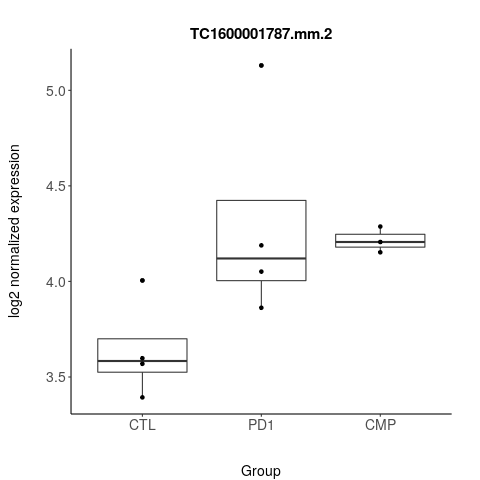 TC1600001787.mm.2
log2 normalized expression
5.0
4.5
4.0
3.5
CTL PD1 CMP
Group